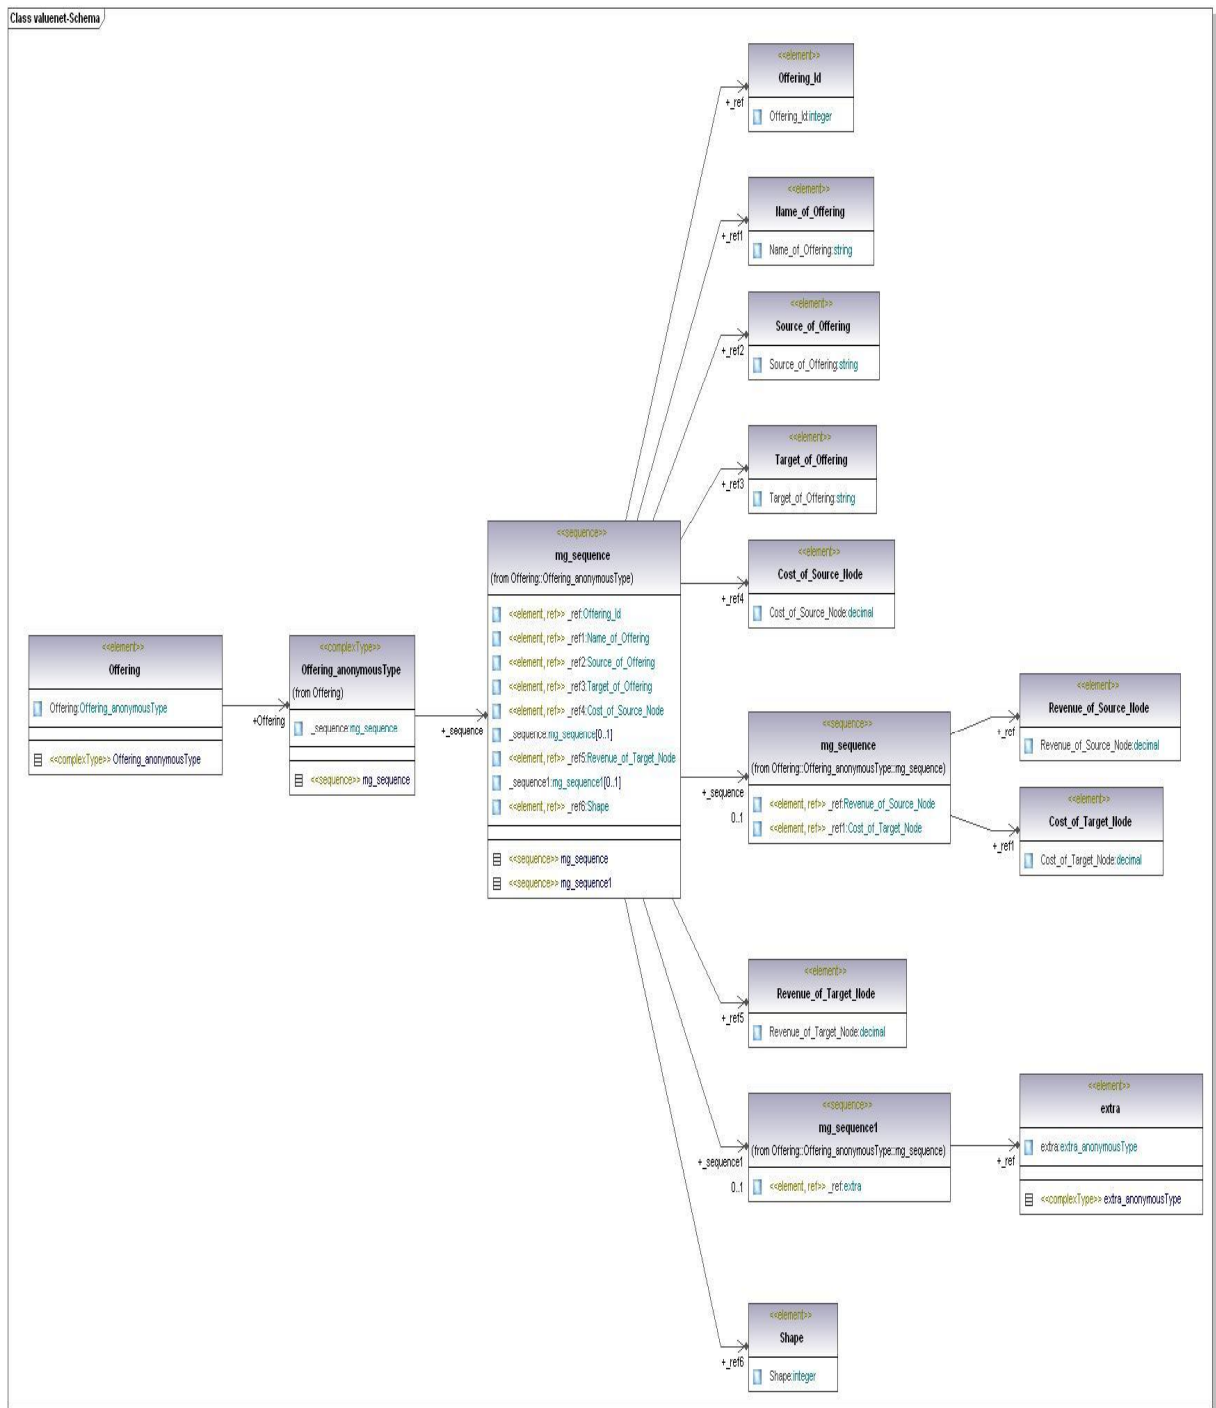 Class valuenet-Schema
<<element>>
Offering_Id
Offering_Id:integer
+_ref
<<element>>
Name_of_Offering
Name_of_Offering:string
+_ref1
<<element>>
Source_of_Offering
Source_of_Offering:string
+_ref2
<<element>>
Target_of_Offering
Target_of_Offering:string
+_ref3
<<element>>
Cost_of_Source_Node
Cost_of_Source_Node:decimal
+_ref4
<<element>>
Offering
Offering:Offering_anonymousType
<<complexType>> Offering_anonymousType
+Offering
<<complexType>>
Offering_anonymousType
(from Offering)
_sequence:mg_sequence
<<sequence>> mg_sequence
+_sequence
<<sequence>>
mg_sequence
(from Offering::Offering_anonymousType)
<<element, ref>> _ref:Offering_Id
<<element, ref>> _ref1:Name_of_Offering
<<element, ref>> _ref2:Source_of_Offering
<<element, ref>> _ref3:Target_of_Offering
<<element, ref>> _ref4:Cost_of_Source_Node
_sequence:mg_sequence[0..1]
<<element, ref>> _ref5:Revenue_of_Target_Node
_sequence1:mg_sequence1[0..1]
<<element, ref>> _ref6:Shape
<<sequence>> mg_sequence
<<sequence>> mg_sequence1
+_sequence
0..1
<<sequence>>
mg_sequence
(from Offering::Offering_anonymousType::mg_sequence)
<<element, ref>> _ref:Revenue_of_Source_Node
<<element, ref>> _ref1:Cost_of_Target_Node
+_ref
<<element>>
Revenue_of_Source_Node
Revenue_of_Source_Node:decimal
+_ref1
<<element>>
Cost_of_Target_Node
Cost_of_Target_Node:decimal
<<element>>
Revenue_of_Target_Node
Revenue_of_Target_Node:decimal
+_ref5
<<sequence>>
mg_sequence1
(from Offering::Offering_anonymousType::mg_sequence)
<<element, ref>> _ref:extra
+_sequence1
0..1
+_ref
<<element>>
extra
extra:extra_anonymousType
<<complexType>> extra_anonymousType
<<element>>
Shape
Shape:integer
+_ref6